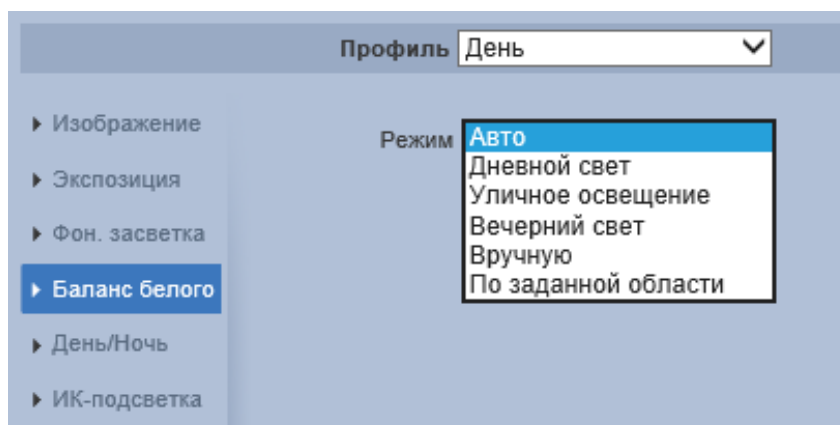 Профиль День
Изображение
Экспозиция
Фон. засветка
Баланс белого
День/Ночь
ИК-подсветка
Режим Авто
Дневной свет
Уличное освещение
Вечерний свет
Вручную
По заданной области